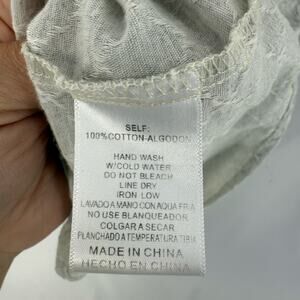 SELF:
100%COTTON-ALGODON
HAND WASH
W/COLD WATER
DO NOT BLEACH
LINE DRY
IRON LOW
LAVADO A MANO CON AQUA FRIA
NO USE BLANQUEADOR
COLGAR A SECAR
PLANCHADO A TEMPERATURA TIBIA
MADE IN CHINA
HECHO EN CHINA